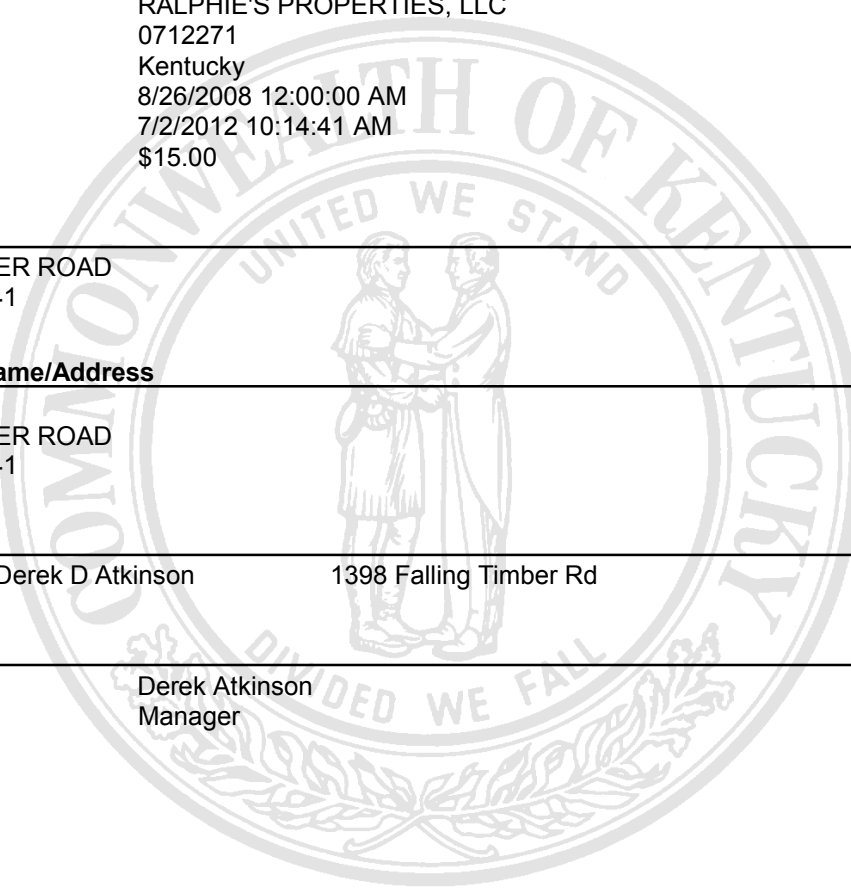 RALPHIE'S PROPERTIES, LLC
0712271
Kentucky
8/26/2008 12:00:00 AM
7/2/2012 10:14:41 AM
$15.00
COMMONWEALTH OF KENTUCKY
UNITED WE STAND
ER ROAD
ame/Address
ER ROAD
Derek D Atkinson 1398 Falling Timber Rd
DIVIDED WE FALL
Derek Atkinson
Manager